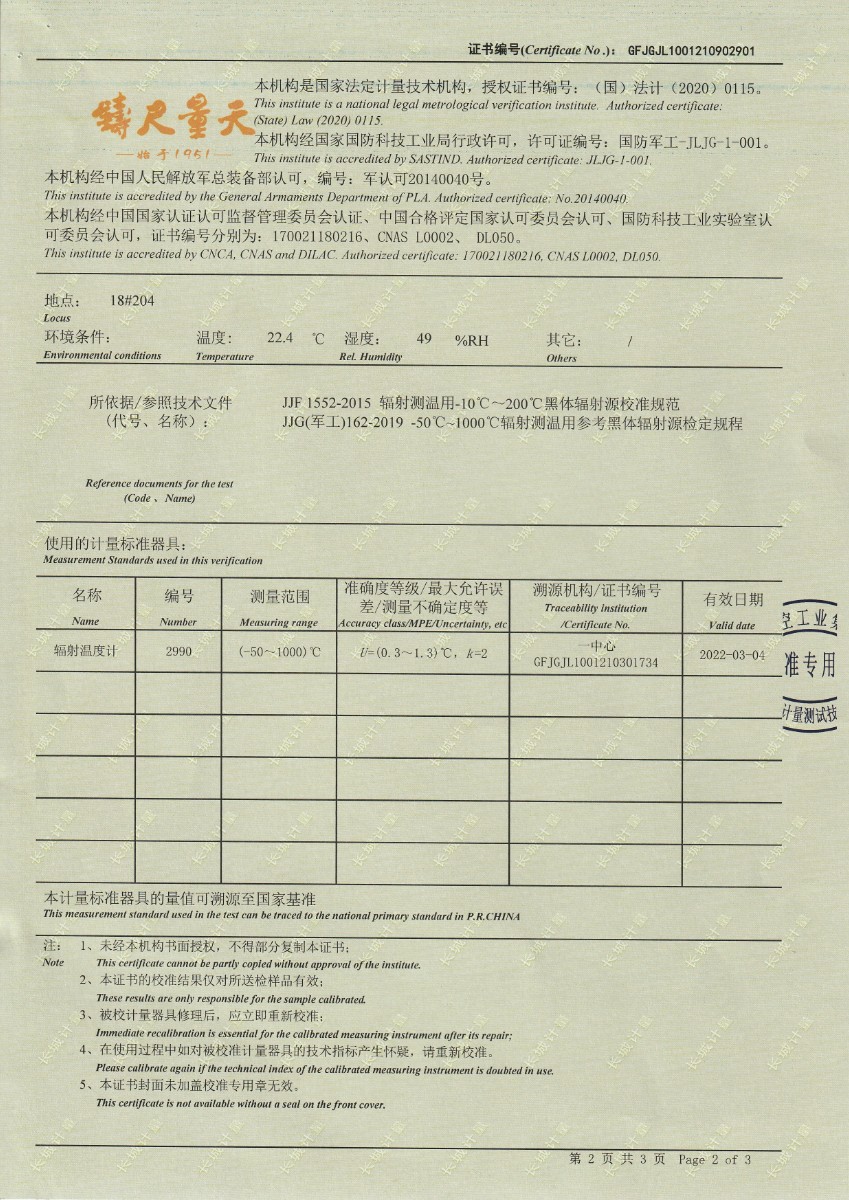 证书编号(Certificate No.): GFJGJL1001210902901
鑄尺量天
始于1951
本机构是国家法定计量技术机构，授权证书编号：（国）法计（2020）0115。
This institute is a national legal metrological verification institute. Authorized certificate:
(State) Law (2020) 0115.
本机构经国家国防科技工业局行政许可，许可证编号：国防军工-JLJG-1-001。
This institute is accredited by SASTIND. Authorized certificate: JLJG-1-001.
本机构经中国人民解放军总装备部认可，编号：军认可20140040号。
This institute is accredited by the General Armaments Department of PLA. Authorized certificate: No.20140040.
本机构经中国国家认证认可监督管理委员会认证、中国合格评定国家认可委员会认可、国防科技工业实验室认
可委员会认可，证书编号分别为：170021180216、CNAS L0002、 DL050。
This institute is accredited by CNCA, CNAS and DILAC. Authorized certificate: 170021180216, CNAS L0002, DL050.
地点： 18#204
Locus
环境条件： 温度： 22.4 ℃ 湿度： 49 %RH 其它： /
Environmental conditions Temperature Rel. Humidity Others
所依据/参照技术文件 JJF 1552-2015 辐射测温用-10℃～200℃黑体辐射源校准规范
（代号、名称）： JJG(军工)162-2019 -50℃~1000℃辐射测温用参考黑体辐射源检定规程
Reference documents for the test
(Code 、Name)
使用的计量标准器具：
Measurement Standards used in this verification
名称 编号 测量范围 准确度等级/最大允许误差/测量不确定度等 溯源机构/证书编号 有效日期
Name Number Measuring range Accuracy class/MPE/Uncertainty, etc Traceability institution /Certificate No. Valid date
辐射温度计 2990 (-50～1000)℃ U=(0.3～1.3)℃, k=2 一中心 GFJGJL1001210301734 2022-03-04
空工业集
准专用
计量测试技
本计量标准器具的量值可溯源至国家基准
This measurement standard used in the test can be traced to the national primary standard in P.R.CHINA
注： 1、未经本机构书面授权，不得部分复制本证书；
Note This certificate cannot be partly copied without approval of the institute.
2、本证书的校准结果仅对所送检样品有效；
These results are only responsible for the sample calibrated.
3、被校计量器具修理后，应立即重新校准；
Immediate recalibration is essential for the calibrated measuring instrument after its repair;
4、在使用过程中如对被校准计量器具的技术指标产生怀疑，请重新校准。
Please calibrate again if the technical index of the calibrated measuring instrument is doubted in use.
5、本证书封面未加盖校准专用章无效。
This certificate is not available without a seal on the front cover.
第 2 页 共 3 页 Page 2 of 3
长城计量